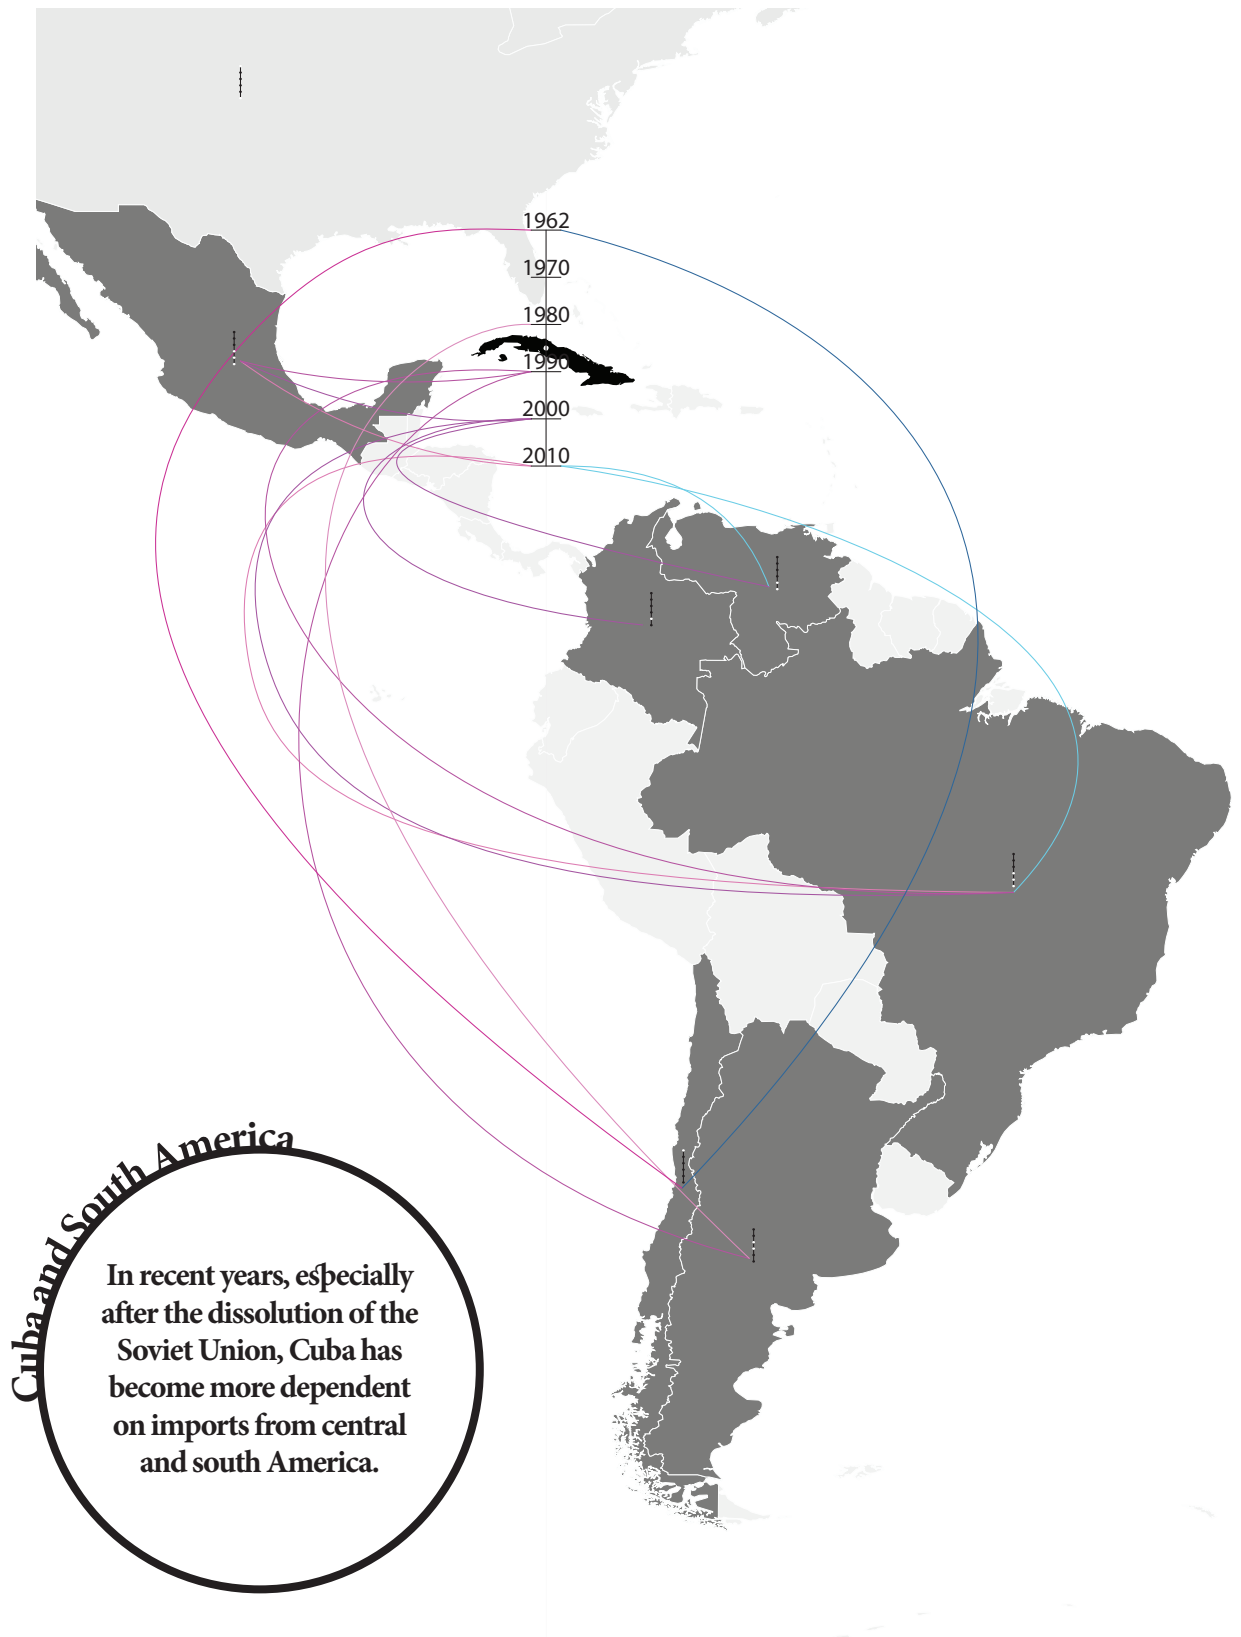 1962
1970
1980
1990
2000
2010
Cuba and South America
In recent years, especially
after the dissolution of the
Soviet Union, Cuba has
become more dependent
on imports from central
and south America.